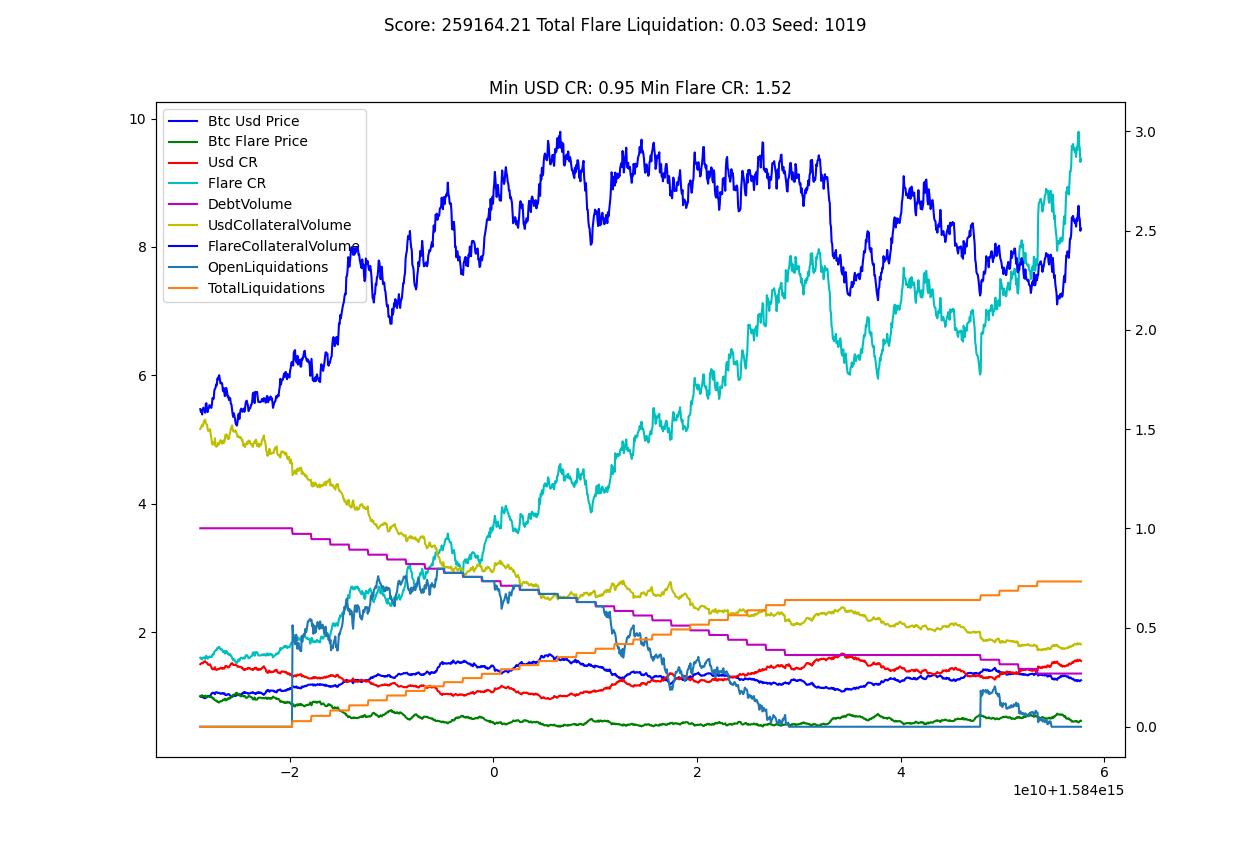 Score: 259164.21 Total Flare Liquidation: 0.03 Seed: 1019
Min USD CR: 0.95 Min Flare CR: 1.52
Btc Usd Price
Btc Flare Price
Usd CR
Flare CR
DebtVolume
UsdCollateralVolume
FlareCollateralVolume
OpenLiquidations
TotalLiquidations
10
8
6
4
2
3.0
2.5
2.0
1.5
1.0
0.5
0.0
−2
0
2
4
6
1e10+1.584e15